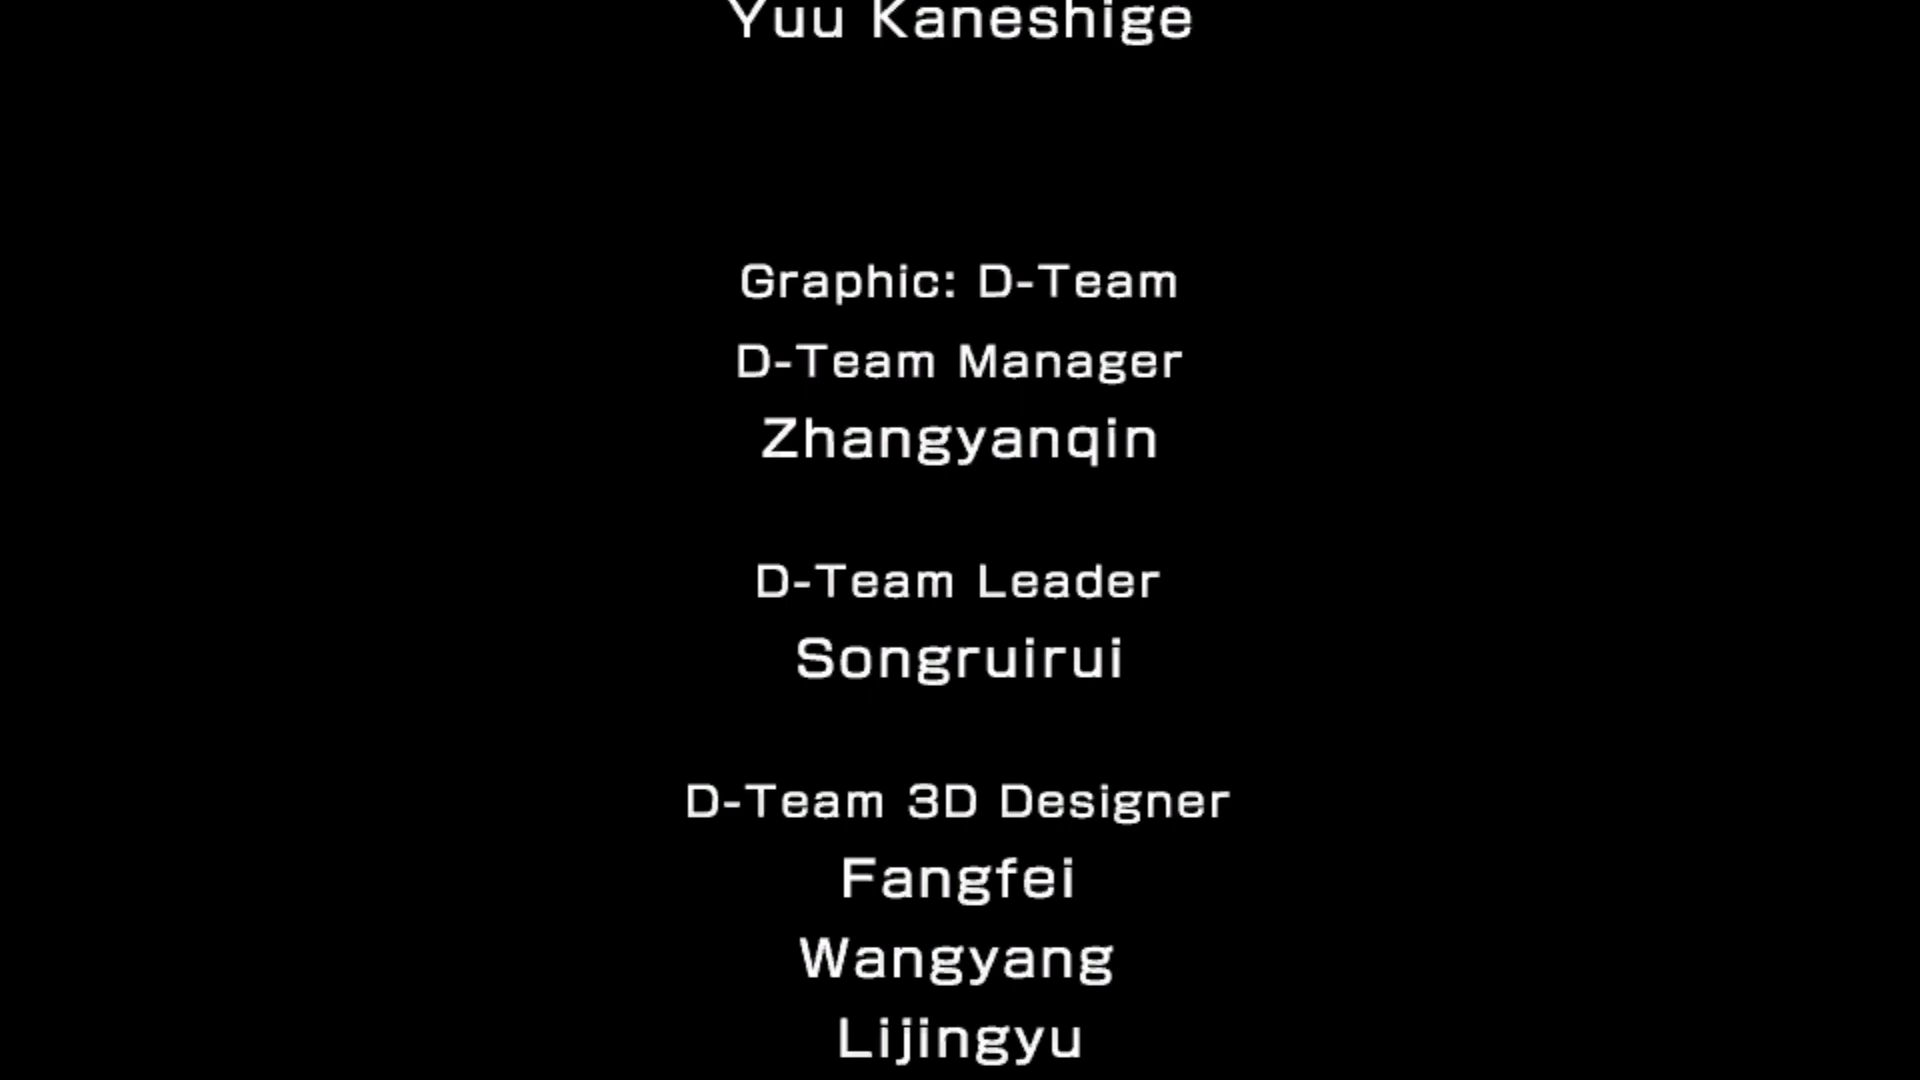 Yuu Kaneshige
Graphic: D-Team
D-Team Manager
Zhangyanqin
D-Team Leader
Songruirui
D-Team 3D Designer
Fangfei
Wangyang
Lijingyu